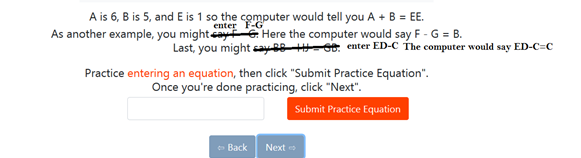 A is 6, B is 5, and E is 1 so the computer would tell you A + B = EE.
enter F-G
As another example, you might say F - G. Here the computer would say F - G = B.
Last, you might say BB - HJ = GB. enter ED-C The computer would say ED-C=C
Practice entering an equation, then click "Submit Practice Equation".
Once you're done practicing, click "Next".
Submit Practice Equation
⇦ Back Next ⇨